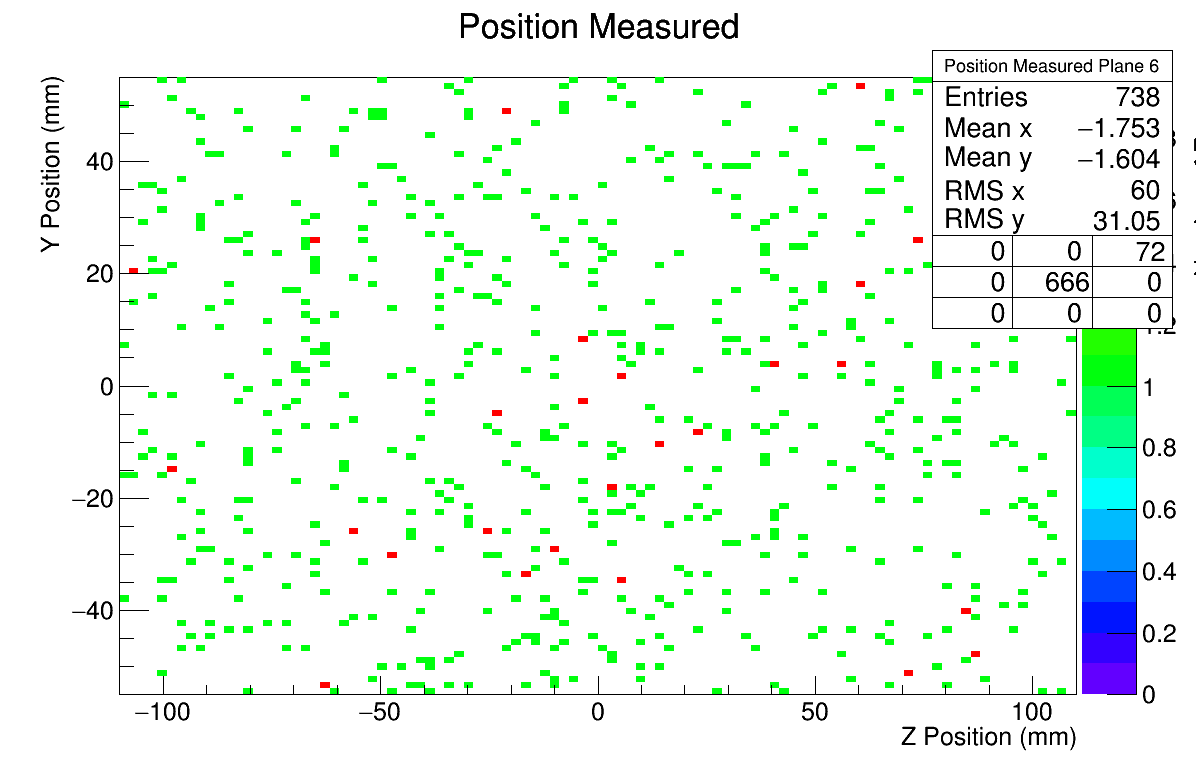 Position Measured
Position Measured Plane 6
Entries 738
Mean x −1.753
Mean y −1.604
RMS x 60
RMS y 31.05
0 0 72
0 666 0
0 0 0
Y Position (mm)
40
20
0
−20
−40
−100 −50 0 50 100
Z Position (mm)
1
0.8
0.6
0.4
0.2
0